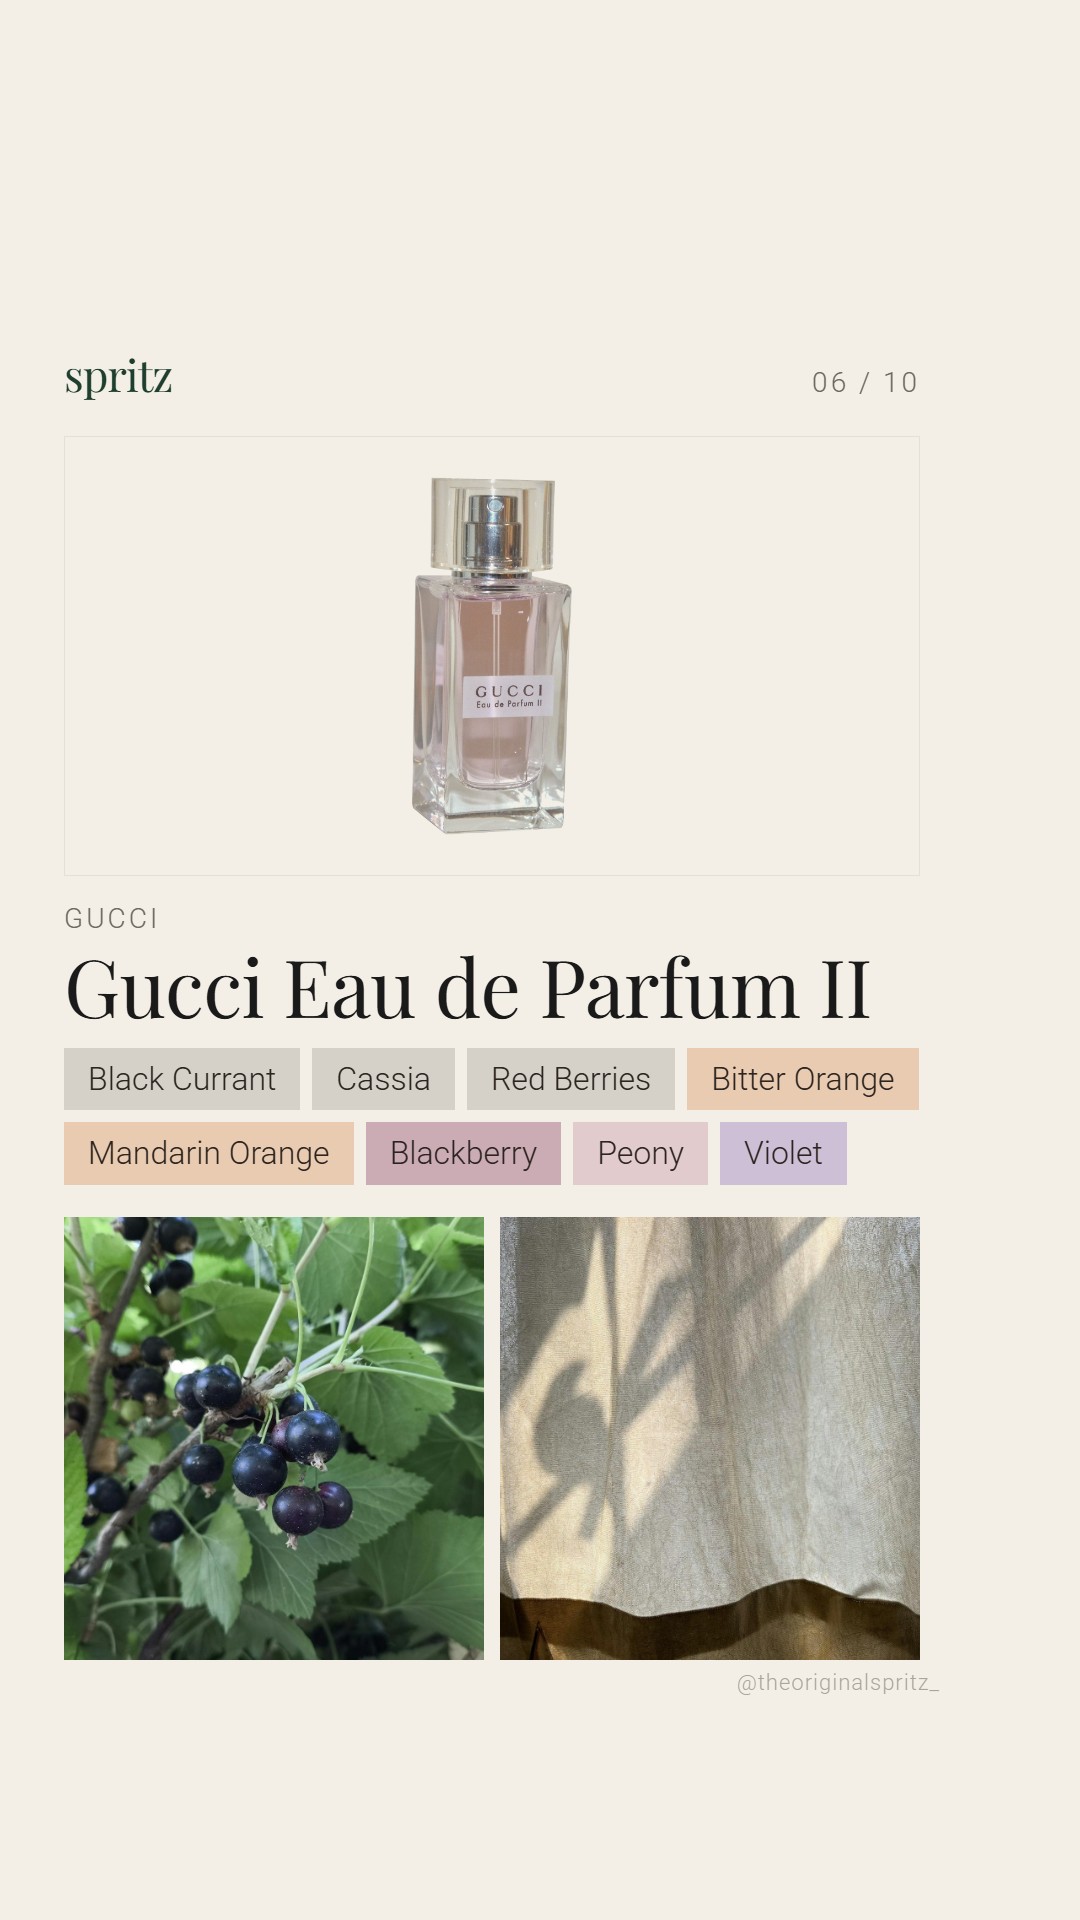 spritz
06 / 10
GUCCI
Eau de Parfum II
GUCCI
Gucci Eau de Parfum II
Black Currant Cassia Red Berries Bitter Orange
Mandarin Orange Blackberry Peony Violet
@theoriginalspritz_